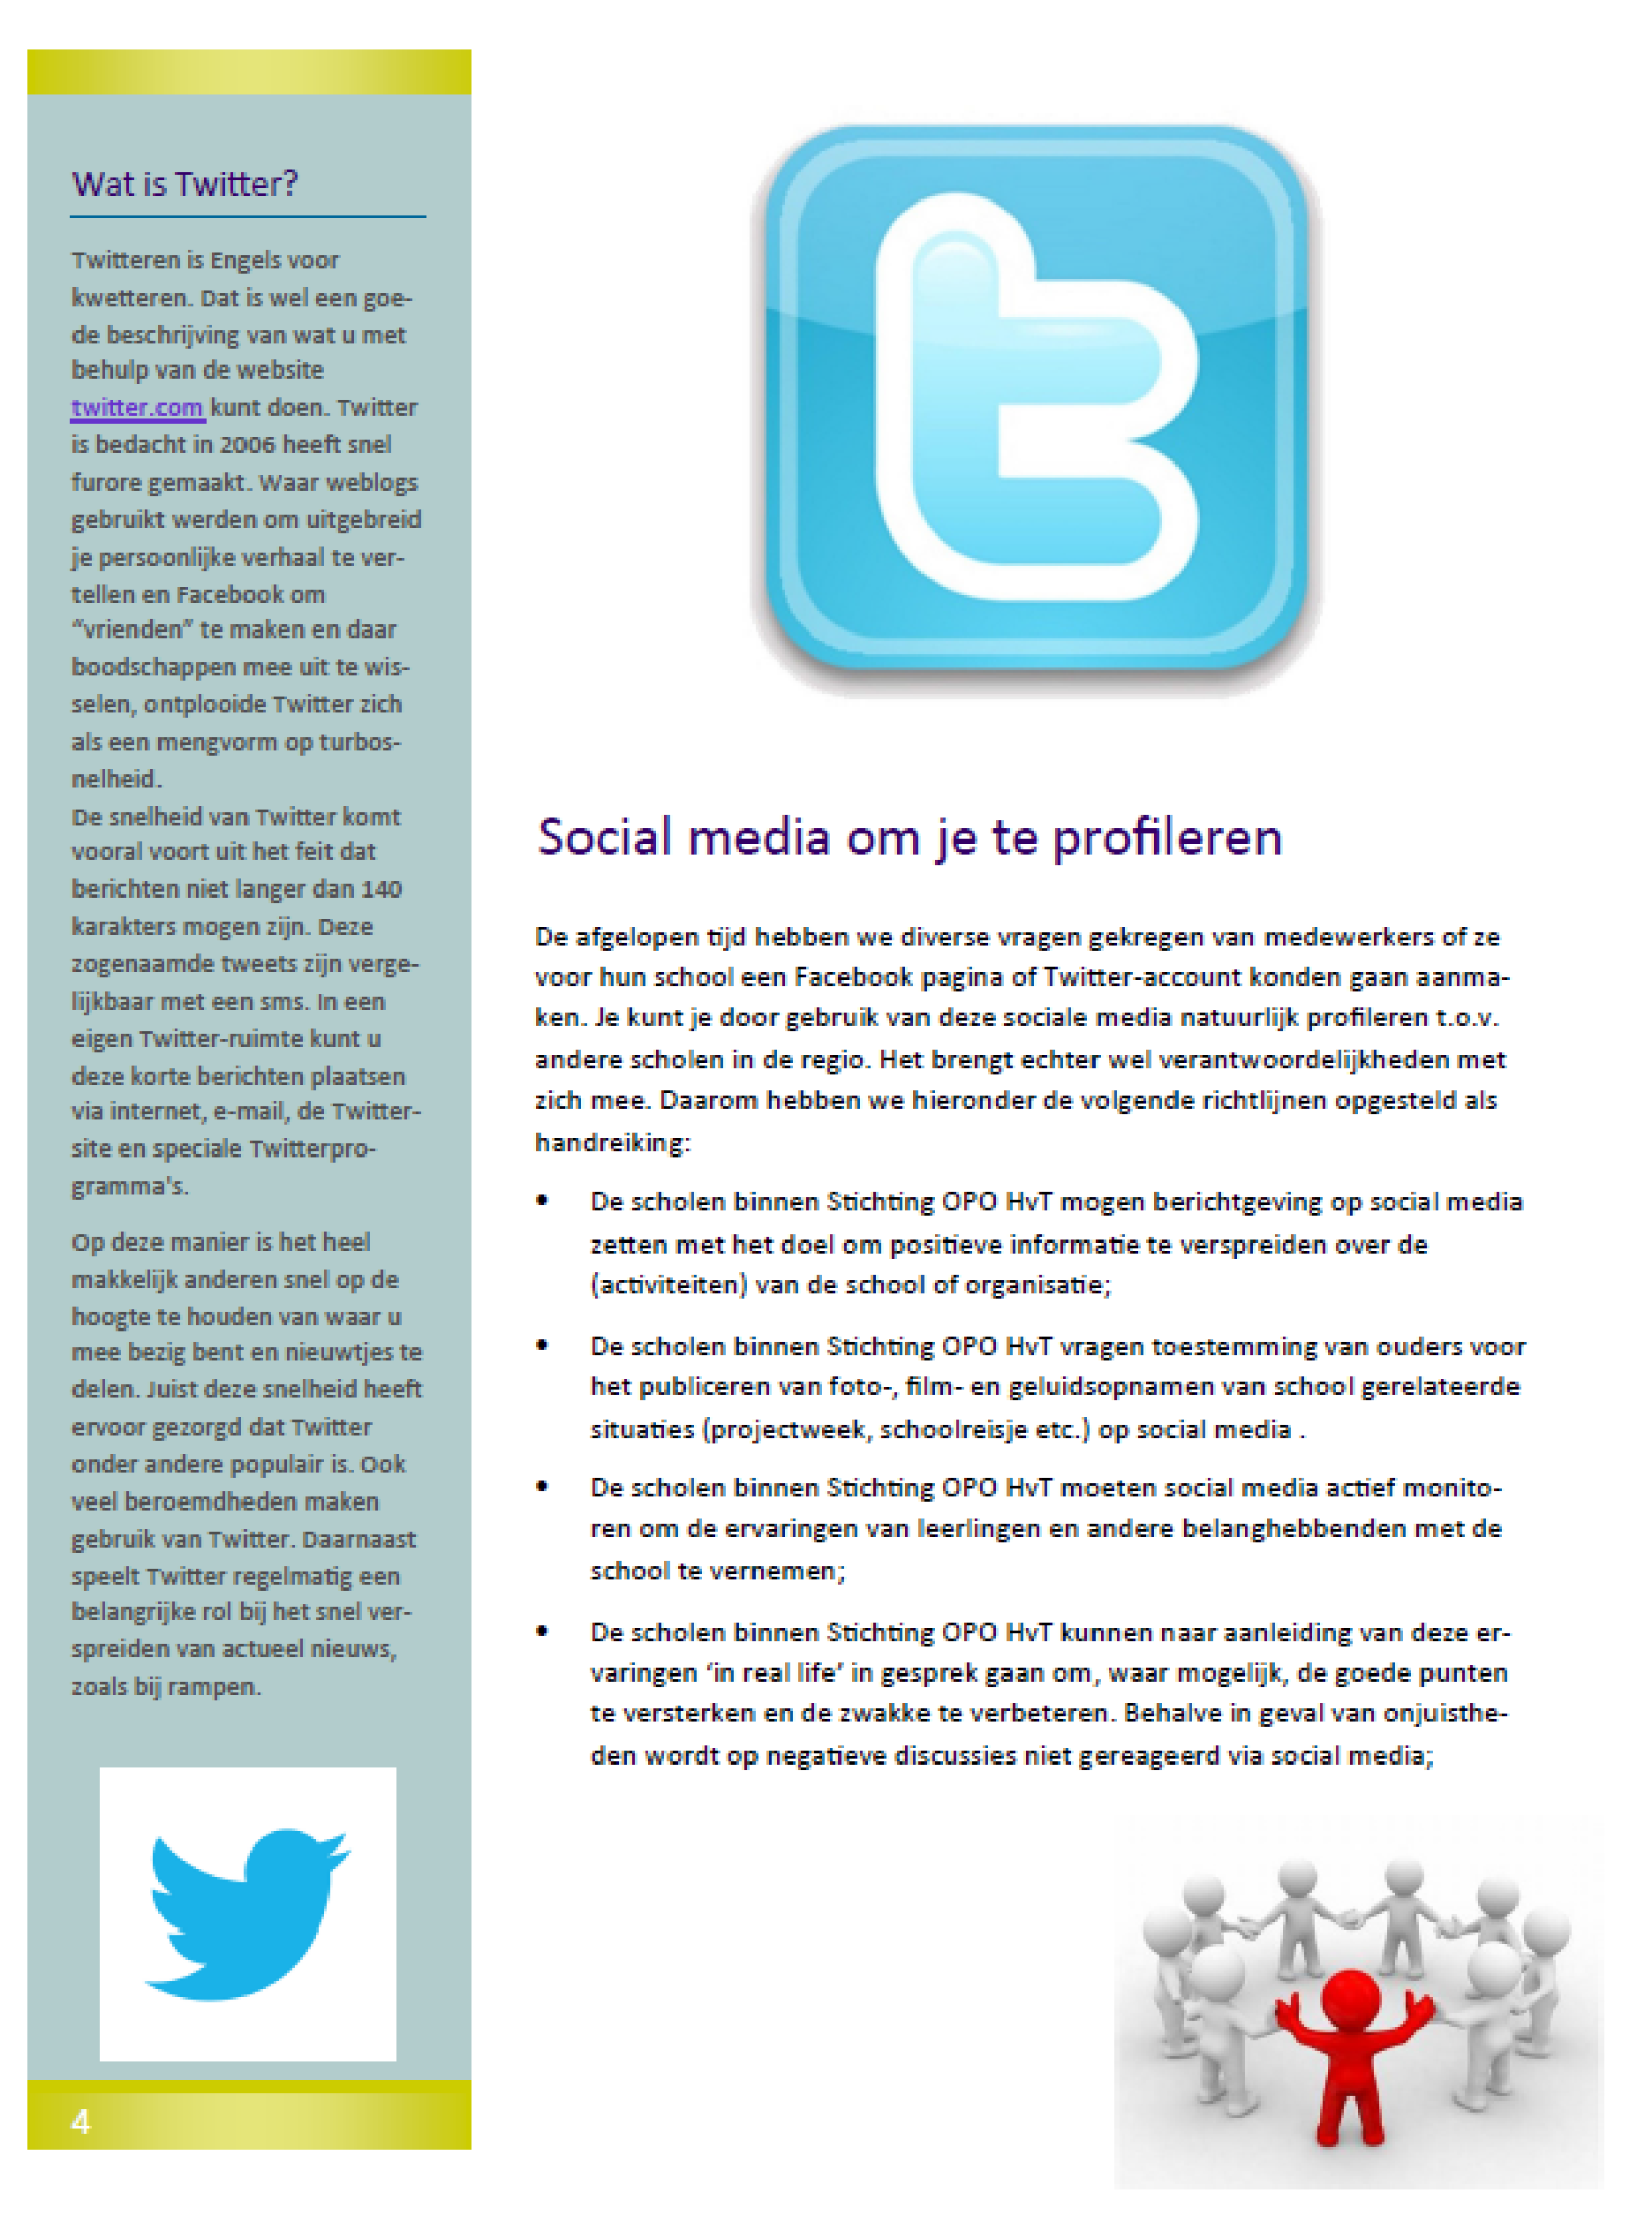 Wat is Twitter?
Twitteren is Engels voor
kwetteren. Dat is wel een goe-
de beschrijving van wat u met
behulp van de website
twitter.com kunt doen. Twitter
is bedacht in 2006 heeft snel
furore gemaakt. Waar weblogs
gebruikt werden om uitgebreid
je persoonlijke verhaal te ver-
tellen en Facebook om
“vrienden” te maken en daar
boodschappen mee uit te wis-
selen, ontplooide Twitter zich
als een mengvorm op turbos-
nelheid.
De snelheid van Twitter komt
vooral voort uit het feit dat
berichten niet langer dan 140
karakters mogen zijn. Deze
zogenaamde tweets zijn verge-
lijkbaar met een sms. In een
eigen Twitter-ruimte kunt u
deze korte berichten plaatsen
via internet, e-mail, de Twitter-
site en speciale Twitterpro-
gramma's.
Op deze manier is het heel
makkelijk anderen snel op de
hoogte te houden van waar u
mee bezig bent en nieuwtjes te
delen. Juist deze snelheid heeft
ervoor gezorgd dat Twitter
onder andere populair is. Ook
veel beroemdheden maken
gebruik van Twitter. Daarnaast
speelt Twitter regelmatig een
belangrijke rol bij het snel ver-
spreiden van actueel nieuws,
zoals bij rampen.
4
t
Social media om je te profileren
De afgelopen tijd hebben we diverse vragen gekregen van medewerkers of ze
voor hun school een Facebook pagina of Twitter-account konden gaan aanma-
ken. Je kunt je door gebruik van deze sociale media natuurlijk profileren t.o.v.
andere scholen in de regio. Het brengt echter wel verantwoordelijkheden met
zich mee. Daarom hebben we hieronder de volgende richtlijnen opgesteld als
handreiking:
• De scholen binnen Stichting OPO HvT mogen berichtgeving op social media
zetten met het doel om positieve informatie te verspreiden over de
(activiteiten) van de school of organisatie;
• De scholen binnen Stichting OPO HvT vragen toestemming van ouders voor
het publiceren van foto-, film- en geluidsopnamen van school gerelateerde
situaties (projectweek, schoolreisje etc.) op social media .
• De scholen binnen Stichting OPO HvT moeten social media actief monito-
ren om de ervaringen van leerlingen en andere belanghebbenden met de
school te vernemen;
• De scholen binnen Stichting OPO HvT kunnen naar aanleiding van deze er-
varingen ‘in real life’ in gesprek gaan om, waar mogelijk, de goede punten
te versterken en de zwakke te verbeteren. Behalve in geval van onjuisthe-
den wordt op negatieve discussies niet gereageerd via social media;